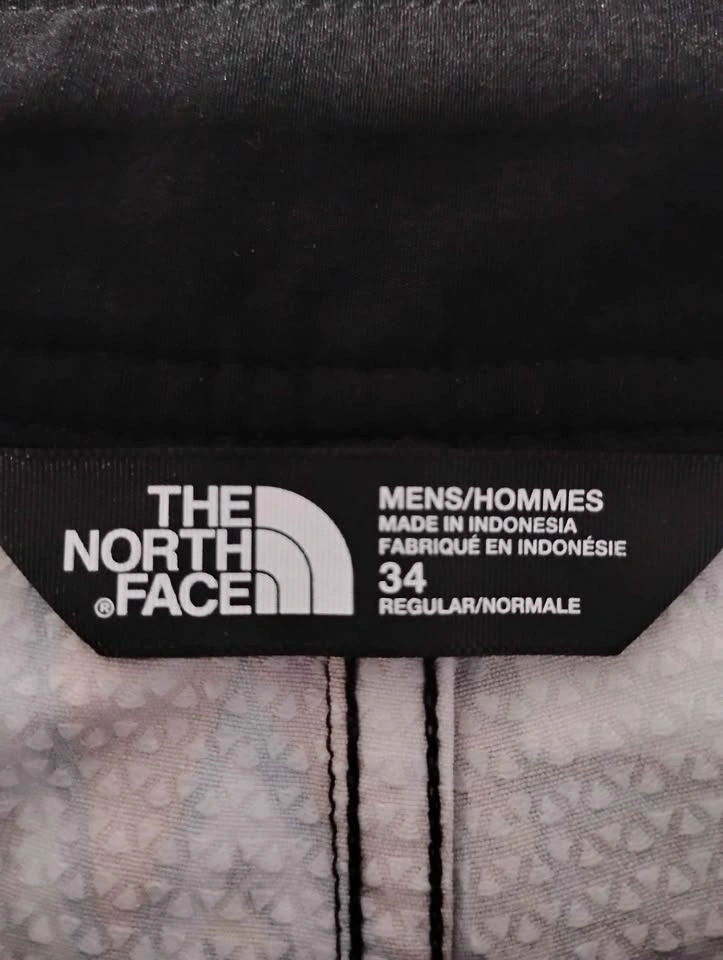 THE
NORTH
®FACE
MENS/HOMMES
MADE IN INDONESIA
FABRIQUÉ EN INDONÉSIE
34
REGULAR/NORMALE